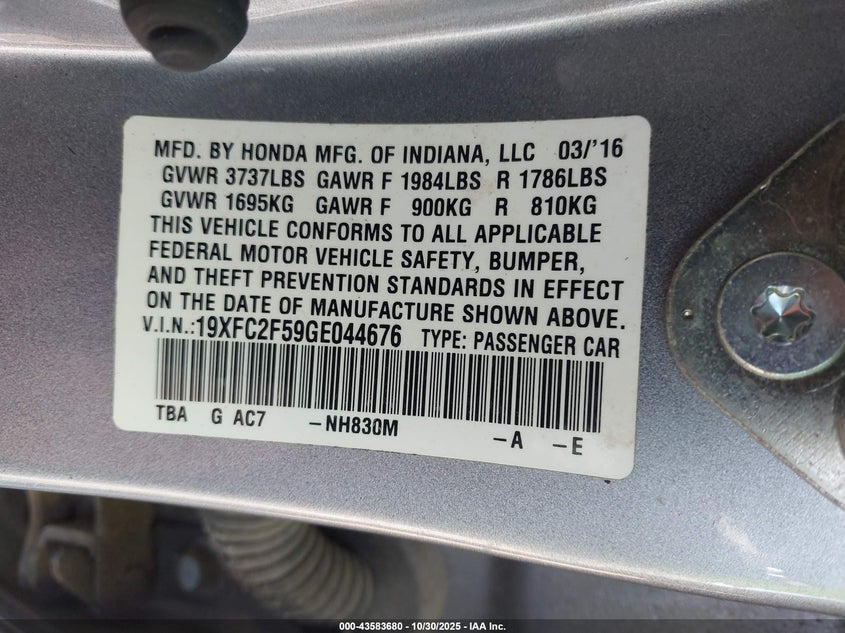 MFD. BY HONDA MFG. OF INDIANA, LLC 03/'16
GVWR 3737LBS GAWR F 1984LBS R 1786LBS
GVWR 1695KG GAWR F 900KG R 810KG
THIS VEHICLE CONFORMS TO ALL APPLICABLE
FEDERAL MOTOR VEHICLE SAFETY, BUMPER,
AND THEFT PREVENTION STANDARDS IN EFFECT
ON THE DATE OF MANUFACTURE SHOWN ABOVE.
V.I.N.:19XFC2F59GE044676 TYPE: PASSENGER CAR
TBA G AC7 -NH830M -A -E
000-43583680 | 10/30/2025 - IAA Inc.